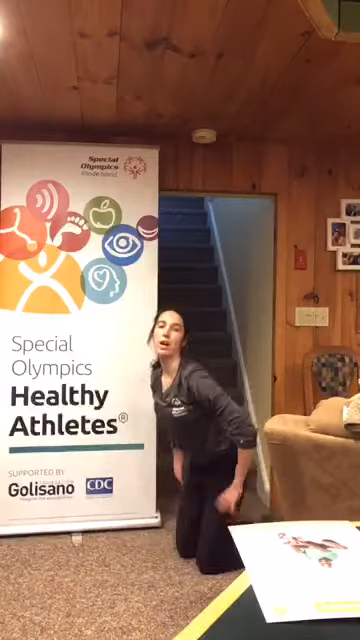 Special
Olympics
Rhode Island
Special
Olympics
Healthy
Athletes®
SUPPORTED BY
Golisano
CDC